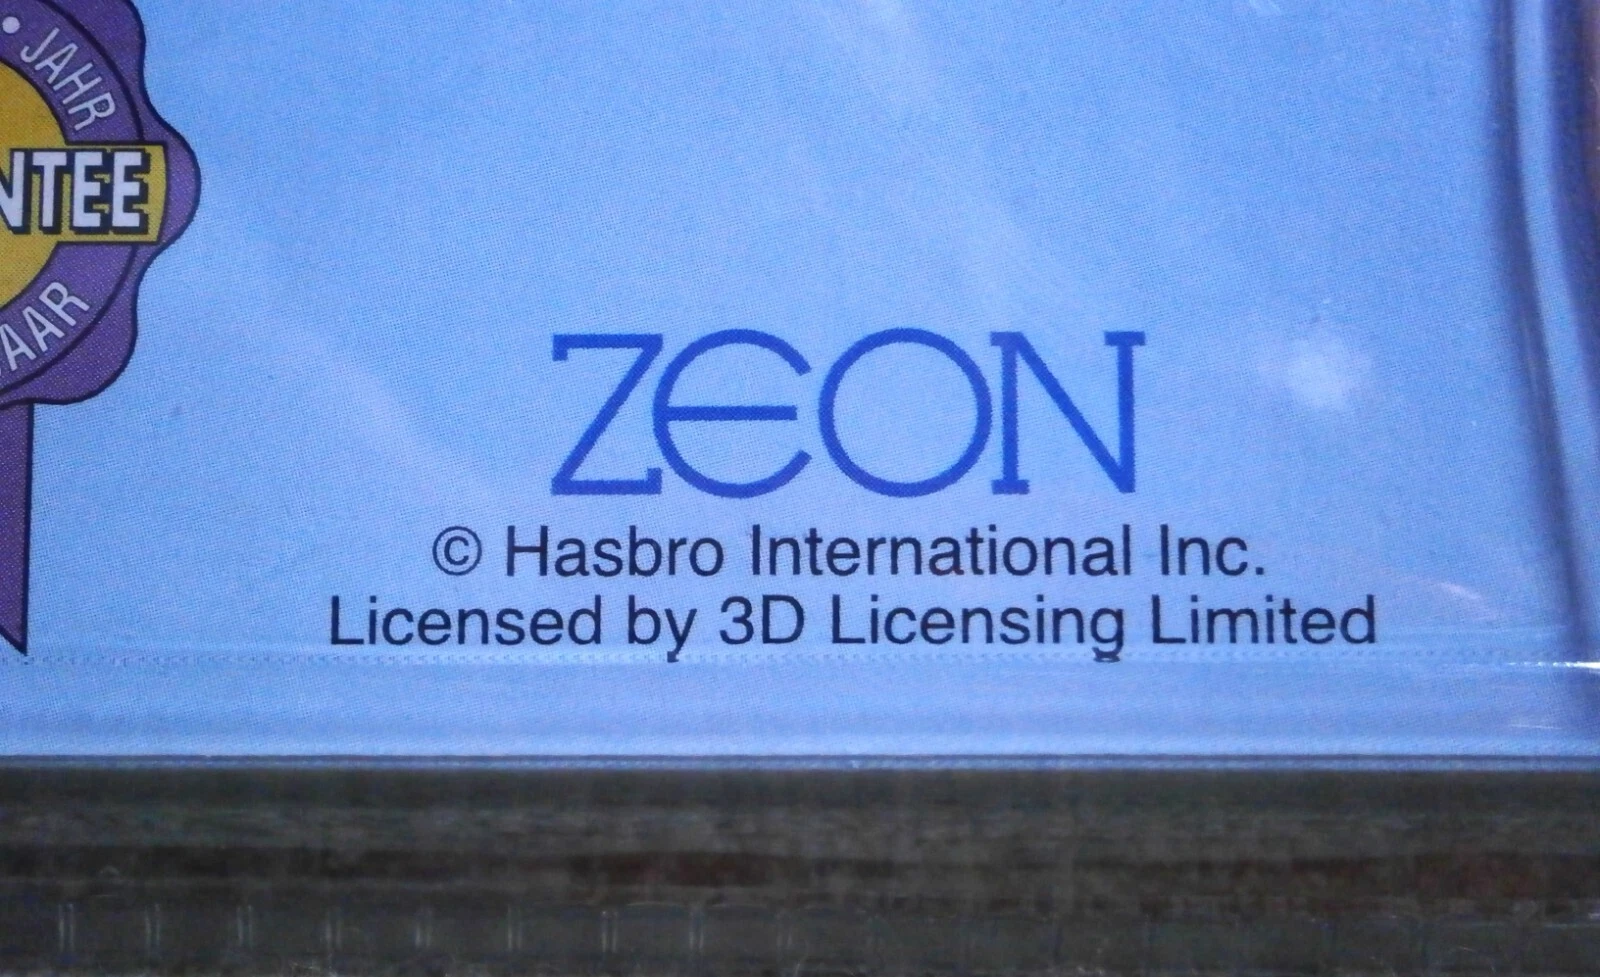 JAHR
NTEE
AAR
ZEON
© Hasbro International Inc.
Licensed by 3D Licensing Limited